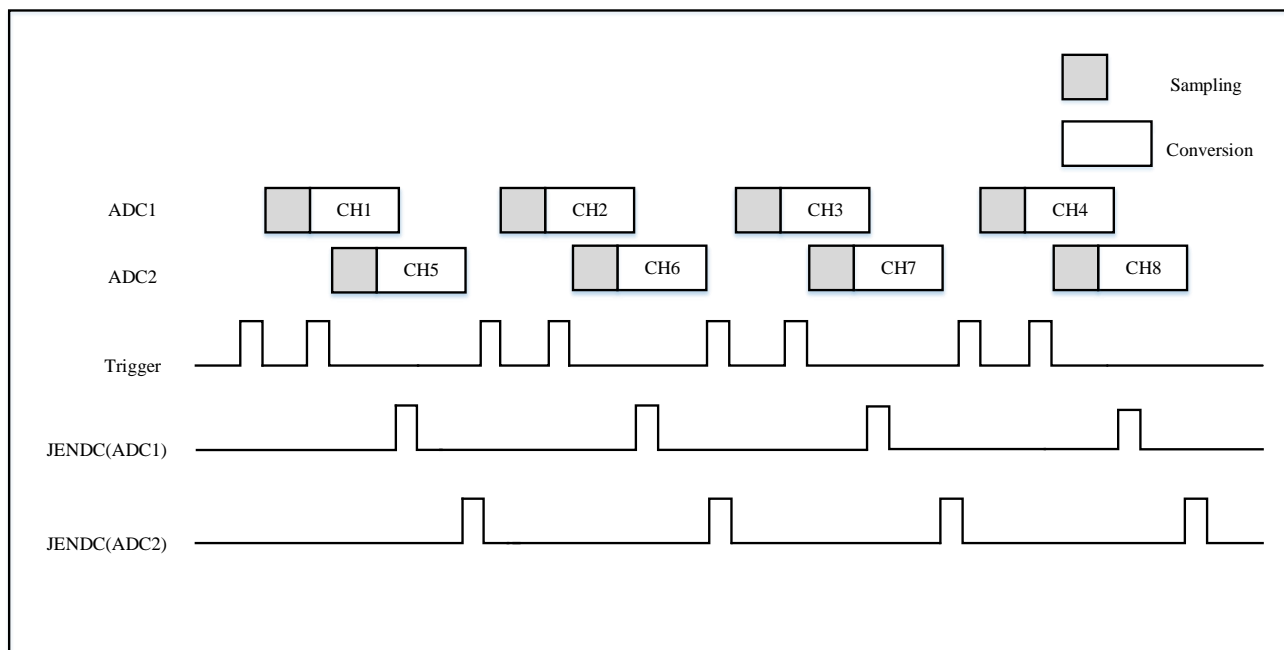 Sampling
Conversion
ADC1 CH1 CH2 CH3 CH4
ADC2 CH5 CH6 CH7 CH8
Trigger
JENDC(ADC1)
JENDC(ADC2)